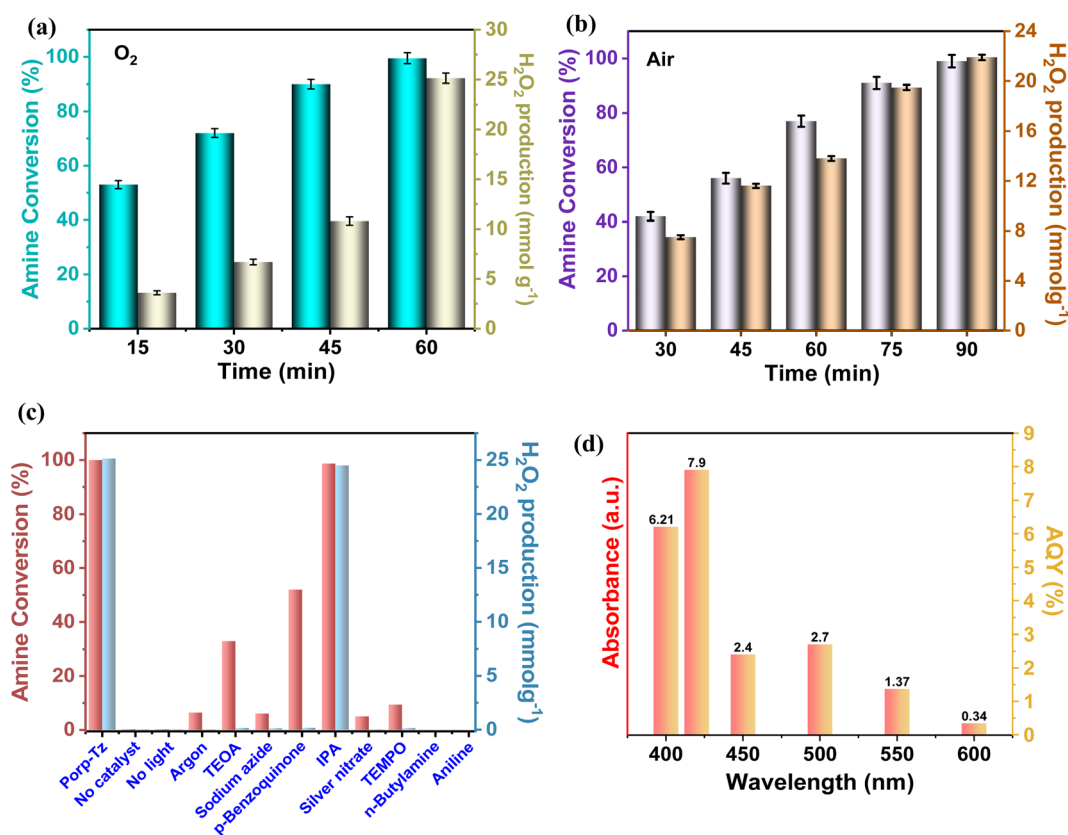 (a)
O₂
Amine Conversion (%)
100
80
60
40
20
0
30
25
20
15
10
5
0
H₂O₂ production (mmol g⁻¹)
15 30 45 60
Time (min)
(b)
Air
Amine Conversion (%)
100
80
60
40
20
0
24
20
16
12
8
4
0
H₂O₂ production (mmolg⁻¹)
30 45 60 75 90
Time (min)
(c)
Amine Conversion (%)
100
80
60
40
20
0
25
20
15
10
5
0
H₂O₂ production (mmolg⁻¹)
Porp-Tz
No catalyst
No light
Argon
TEOA
Sodium azide
p-Benzoquinone
IPA
Silver nitrate
TEMPO
n-Butylamine
Aniline
(d)
Absorbance (a.u.)
6.21
7.9
2.4
2.7
1.37
0.34
9
8
7
6
5
4
3
2
1
0
AQY (%)
400 450 500 550 600
Wavelength (nm)